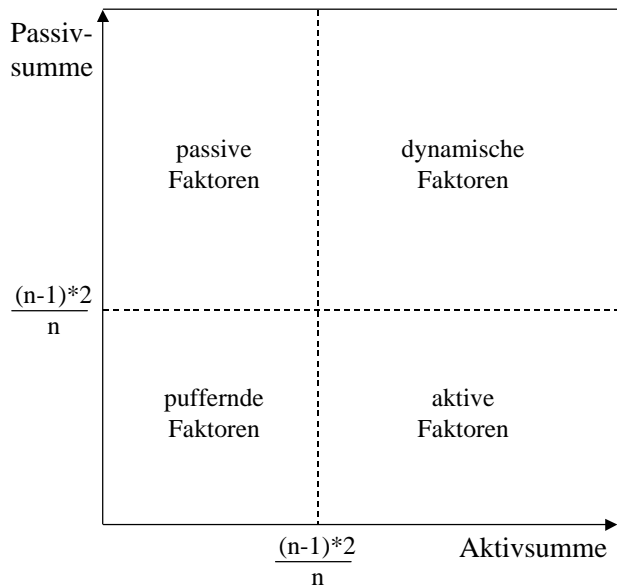 Passiv-
summe
passive
Faktoren
dynamische
Faktoren
(n-1)*2
n
puffernde
Faktoren
aktive
Faktoren
(n-1)*2
n
Aktivsumme